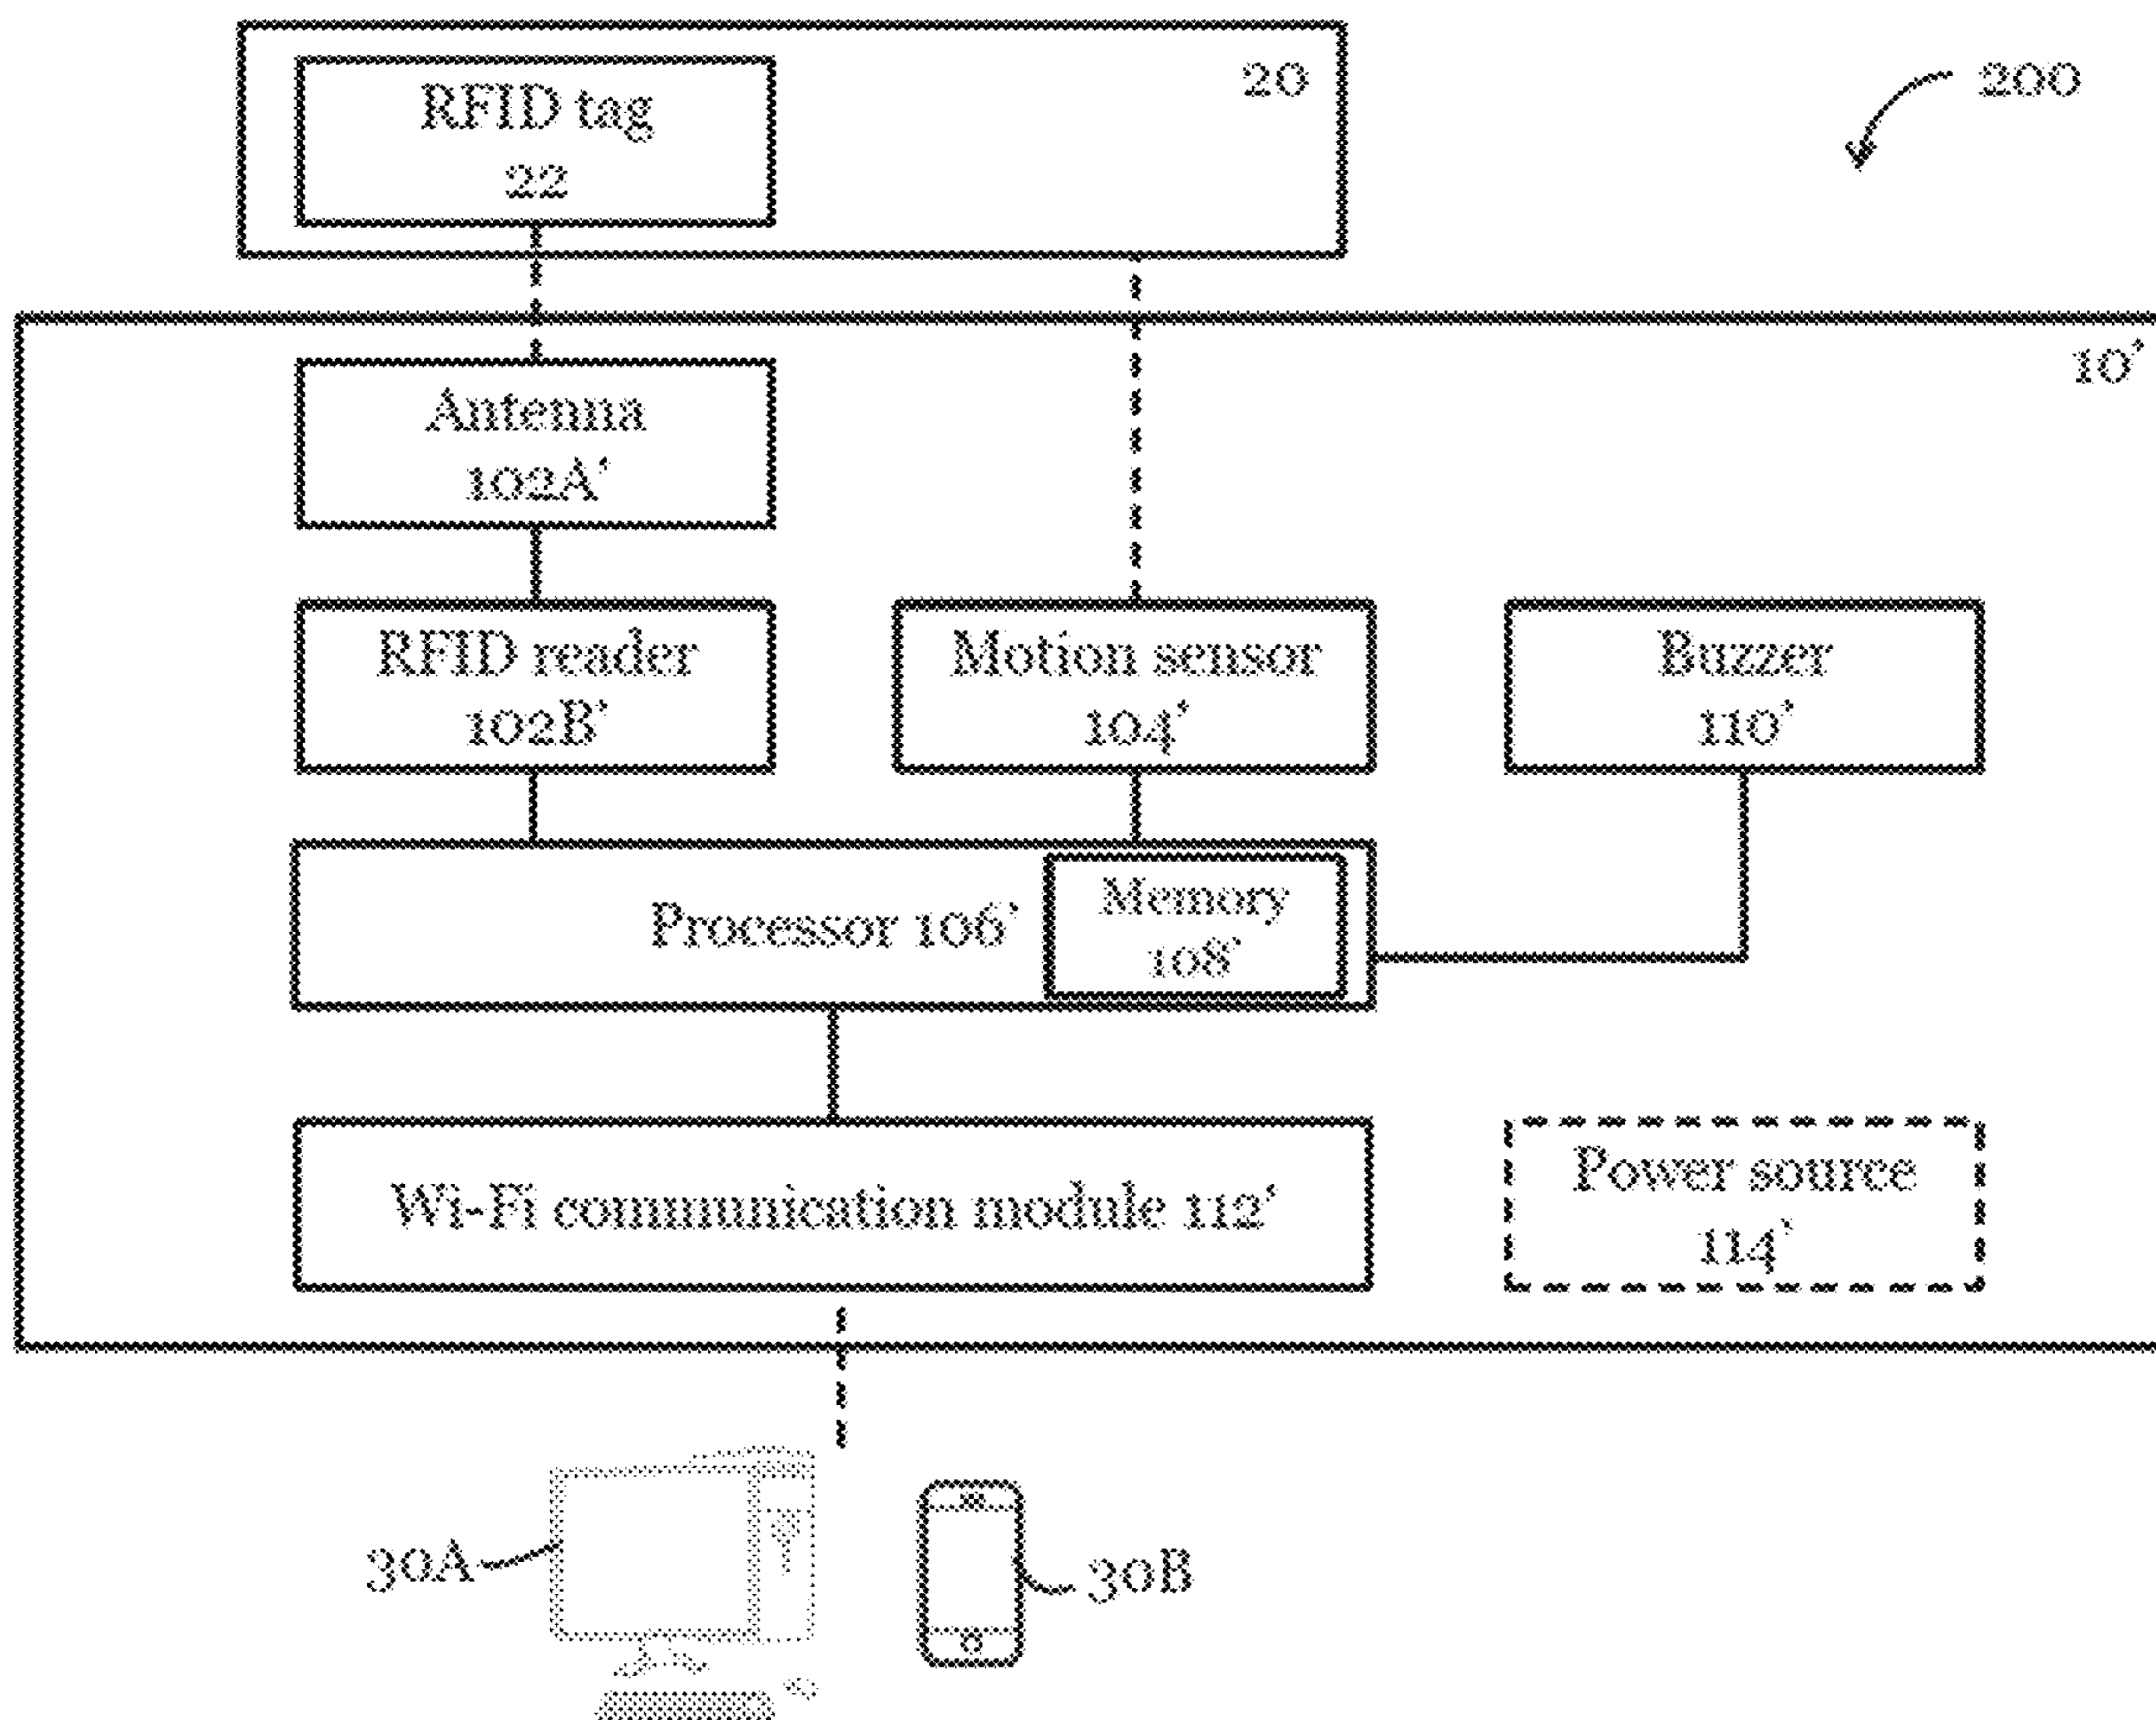 20
200
RFID tag
22
10'
Antenna
102A'
RFID reader
102B'
Motion sensor
104'
Buzzer
110'
Processor 106'
Memory
108'
Wi-Fi communication module 112'
Power source
114'
30A
30B